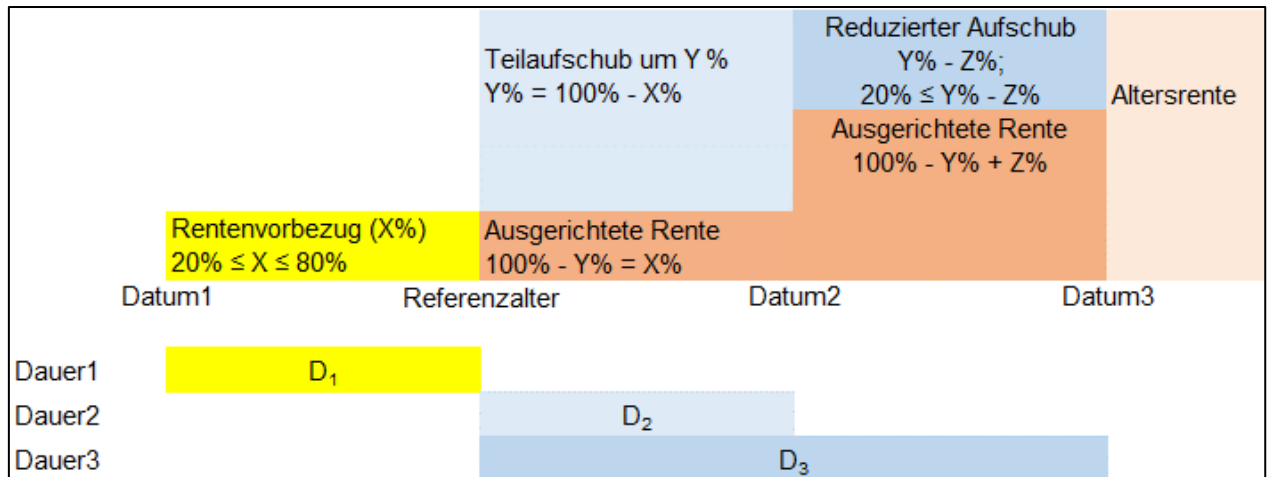 Teilaufschub um Y %
Y% = 100% - X%
Reduzierter Aufschub
Y% - Z%;
20% ≤ Y% - Z%
Altersrente
Ausgerichtete Rente
100% - Y% + Z%
Rentenvorbezug (X%)
20% ≤ X ≤ 80%
Ausgerichtete Rente
100% - Y% = X%
Datum1 Referenzalter Datum2 Datum3
Dauer1 D₁
Dauer2 D₂
Dauer3 D₃